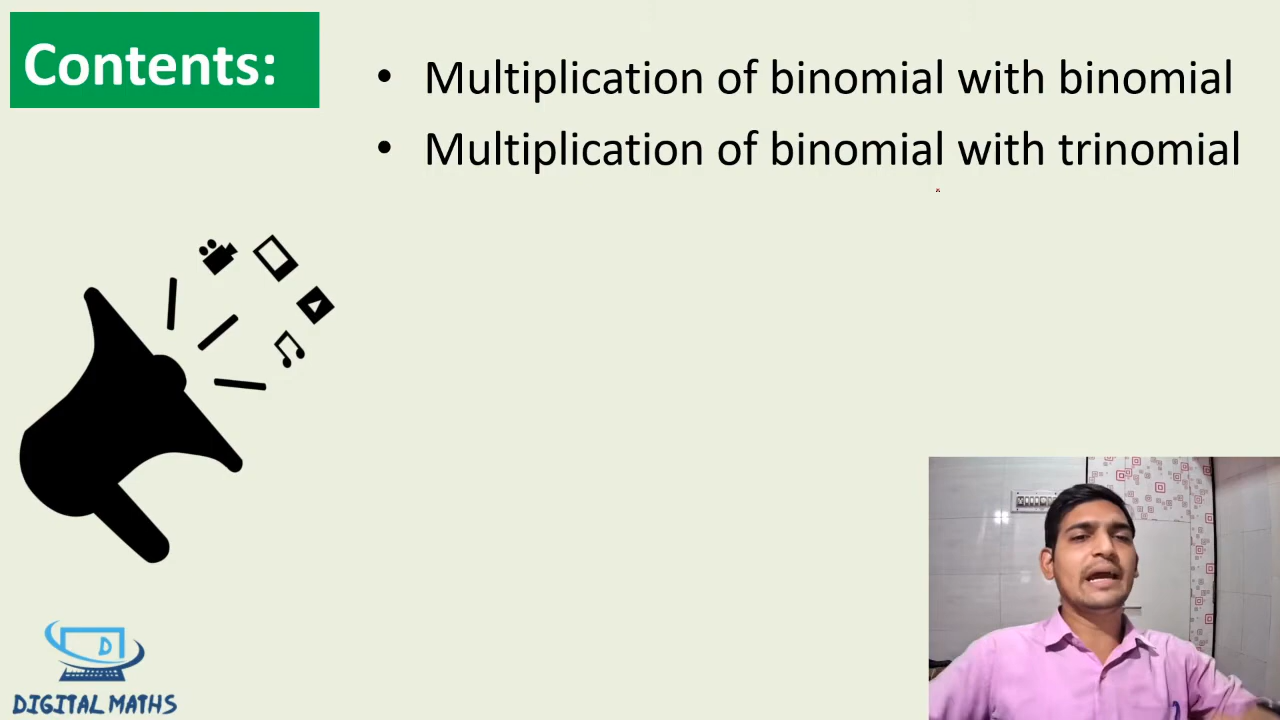 Contents:
• Multiplication of binomial with binomial
• Multiplication of binomial with trinomial
D
DIGITAL MATHS